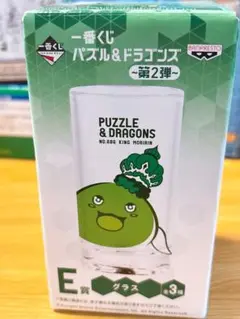 一番くじ
一番くじ
パズル&ドラゴンズ
～第2弾～
BANPRESTO
PUZZLE
& DRAGONS
NO.600 KING MORIRIN
E賞
グラス
全3種